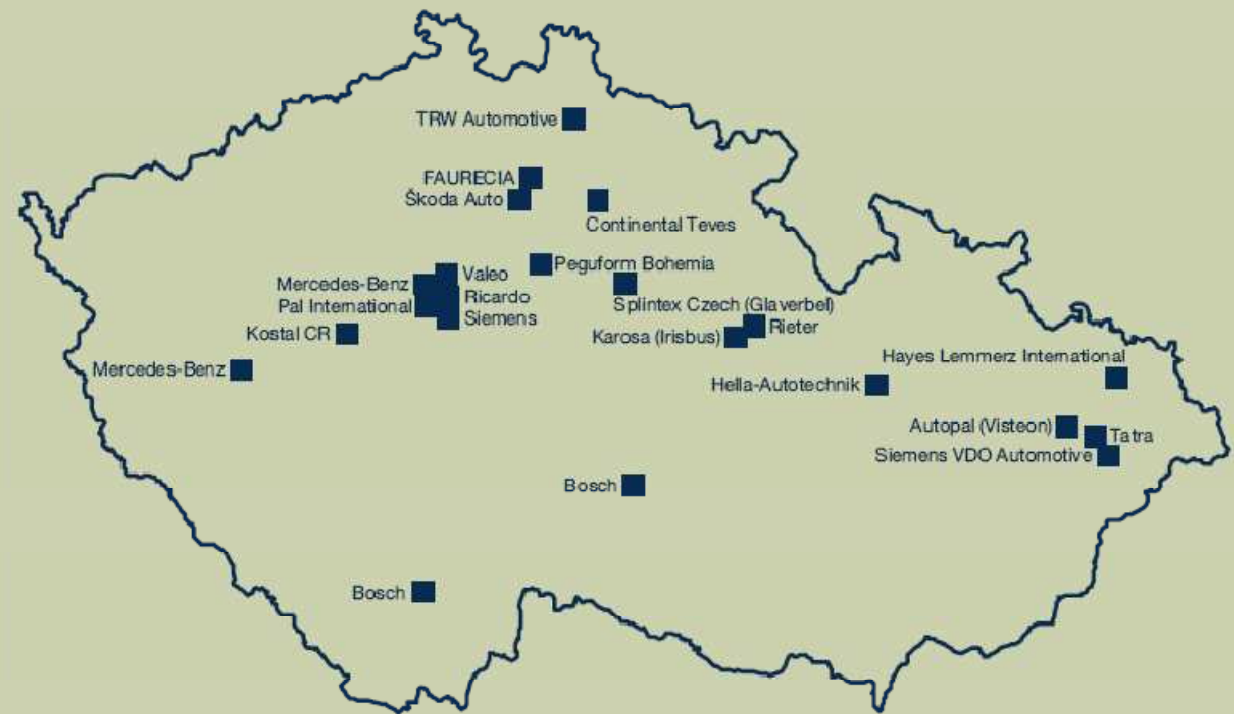 TRW Automotive
FAURECIA
Škoda Auto
Continental Teves
Peguform Bohemia
Valeo
Mercedes-Benz
Ricardo
Pal International
Siemens
Splintex Czech (Glaverbel)
Kostal CR
Karosa (Irisbus)
Rieter
Mercedes-Benz
Hayes Lemmerz International
Hella-Autotechnik
Autopal (Visteon)
Tatra
Siemens VDO Automotive
Bosch
Bosch